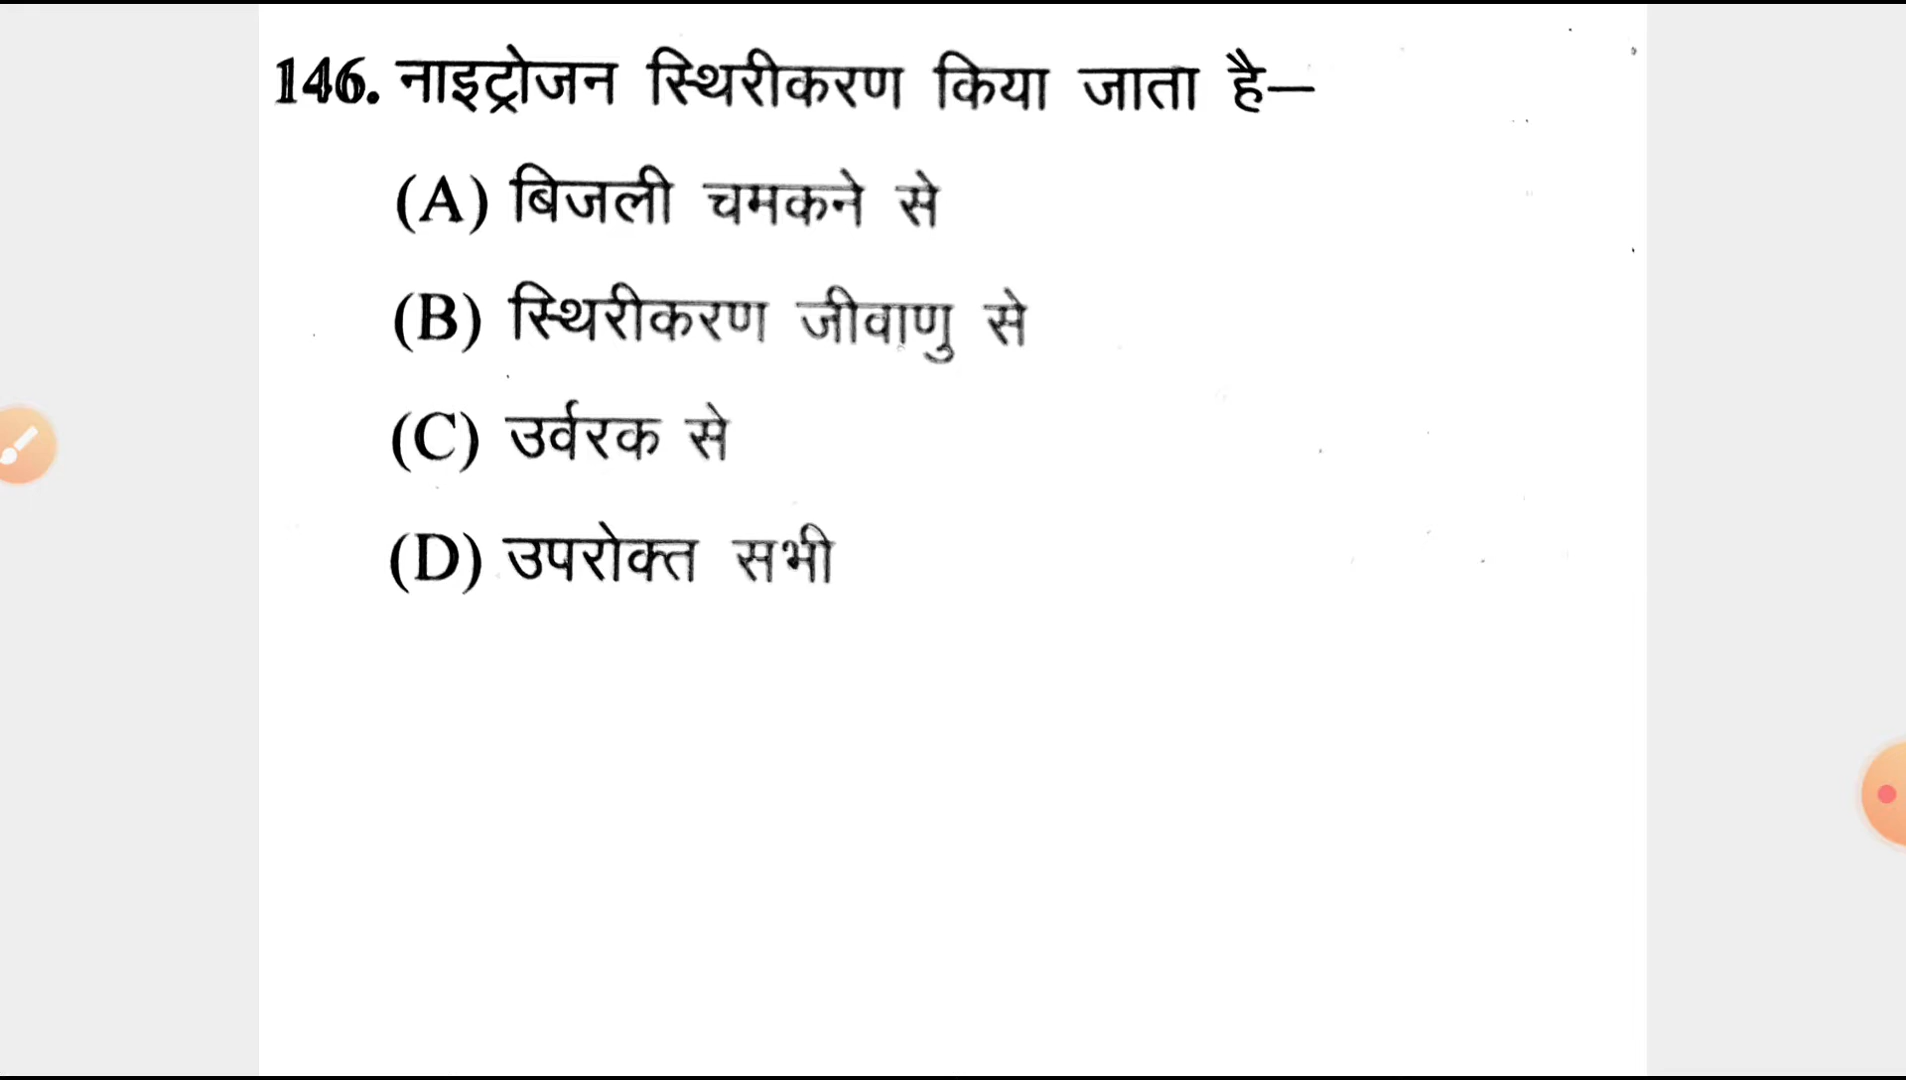 146. नाइट्रोजन स्थिरीकरण किया जाता है—
(A) बिजली चमकने से
(B) स्थिरीकरण जीवाणु से
(C) उर्वरक से
(D) उपरोक्त सभी